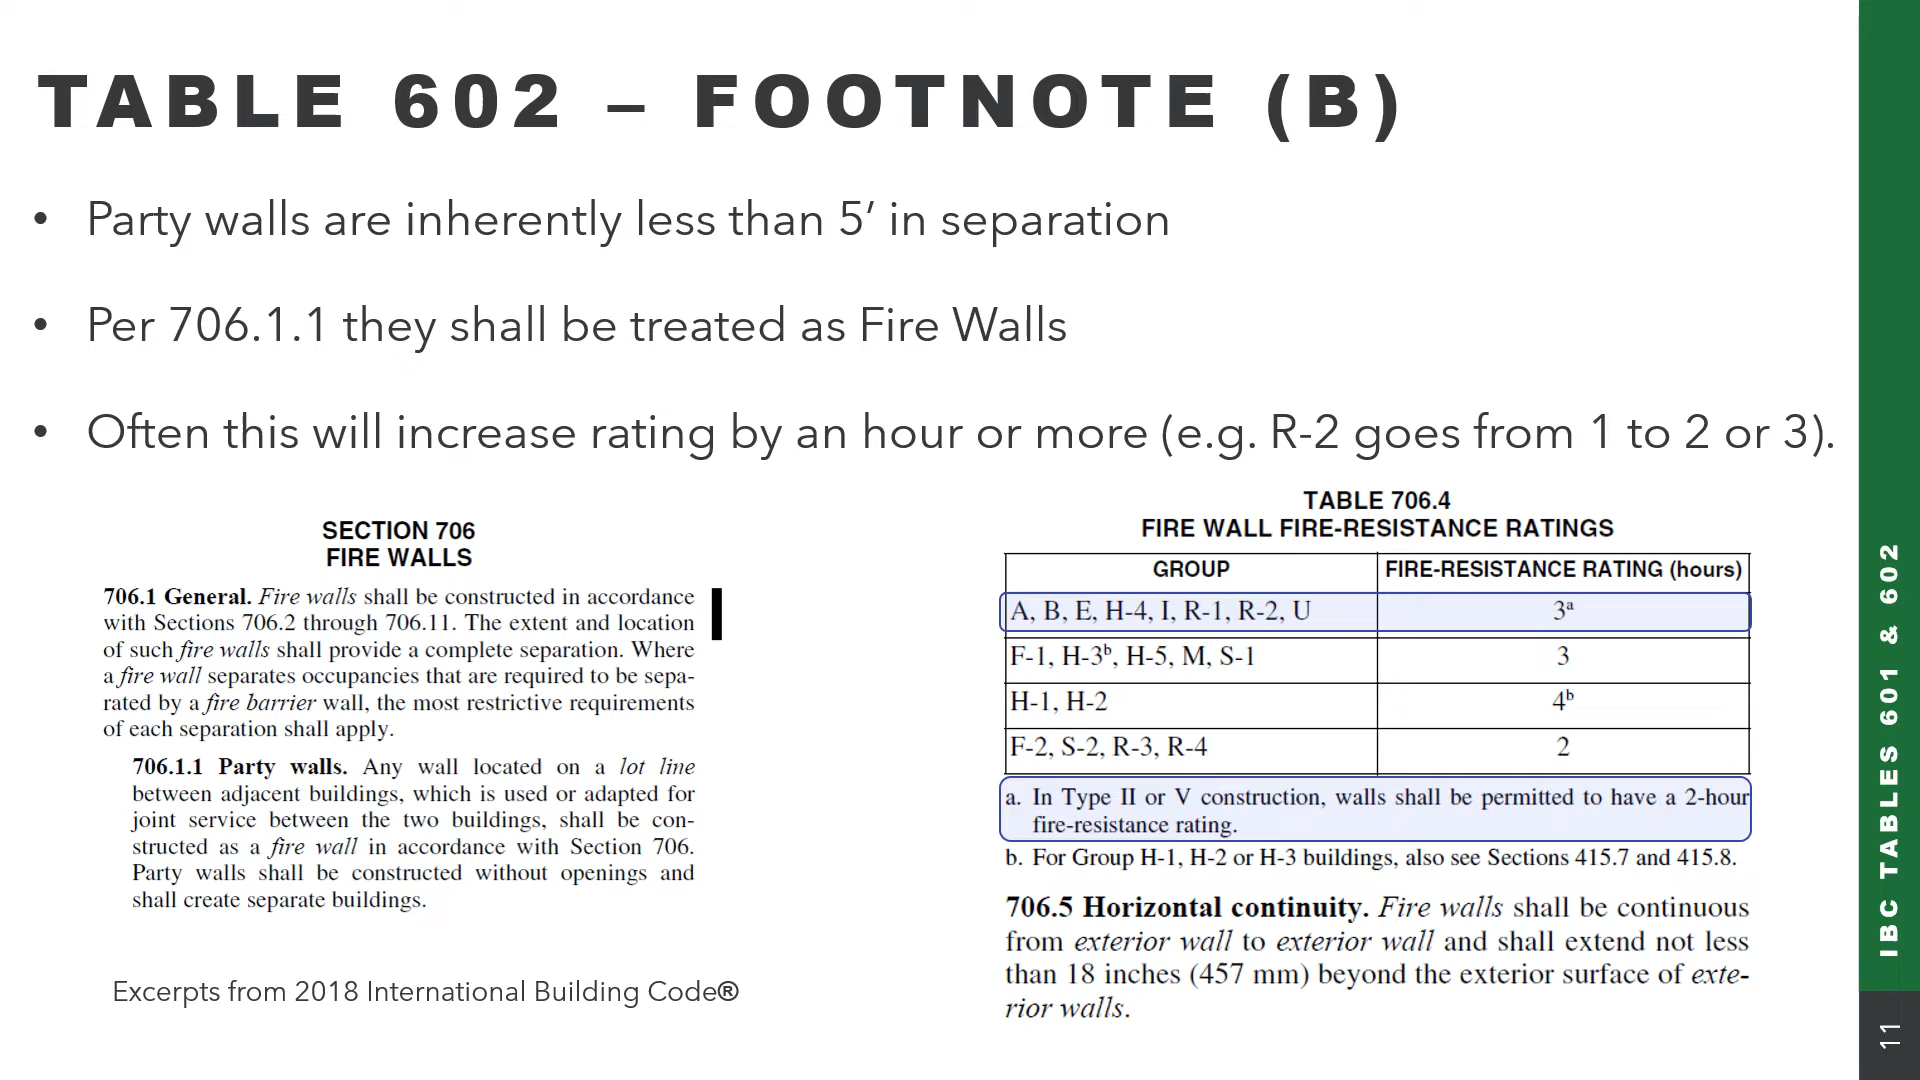 TABLE 602 – FOOTNOTE (B)
• Party walls are inherently less than 5’ in separation
• Per 706.1.1 they shall be treated as Fire Walls
• Often this will increase rating by an hour or more (e.g. R-2 goes from 1 to 2 or 3).
SECTION 706
FIRE WALLS
706.1 General. Fire walls shall be constructed in accordance
with Sections 706.2 through 706.11. The extent and location
of such fire walls shall provide a complete separation. Where
a fire wall separates occupancies that are required to be sepa-
rated by a fire barrier wall, the most restrictive requirements
of each separation shall apply.
706.1.1 Party walls. Any wall located on a lot line
between adjacent buildings, which is used or adapted for
joint service between the two buildings, shall be con-
structed as a fire wall in accordance with Section 706.
Party walls shall be constructed without openings and
shall create separate buildings.
Excerpts from 2018 International Building Code®
TABLE 706.4
FIRE WALL FIRE-RESISTANCE RATINGS
GROUP FIRE-RESISTANCE RATING (hours)
A, B, E, H-4, I, R-1, R-2, U 3a
F-1, H-3b, H-5, M, S-1 3
H-1, H-2 4b
F-2, S-2, R-3, R-4 2
a. In Type II or V construction, walls shall be permitted to have a 2-hour
fire-resistance rating.
b. For Group H-1, H-2 or H-3 buildings, also see Sections 415.7 and 415.8.
706.5 Horizontal continuity. Fire walls shall be continuous
from exterior wall to exterior wall and shall extend not less
than 18 inches (457 mm) beyond the exterior surface of exte-
rior walls.
IBC TABLES 601 & 602
11